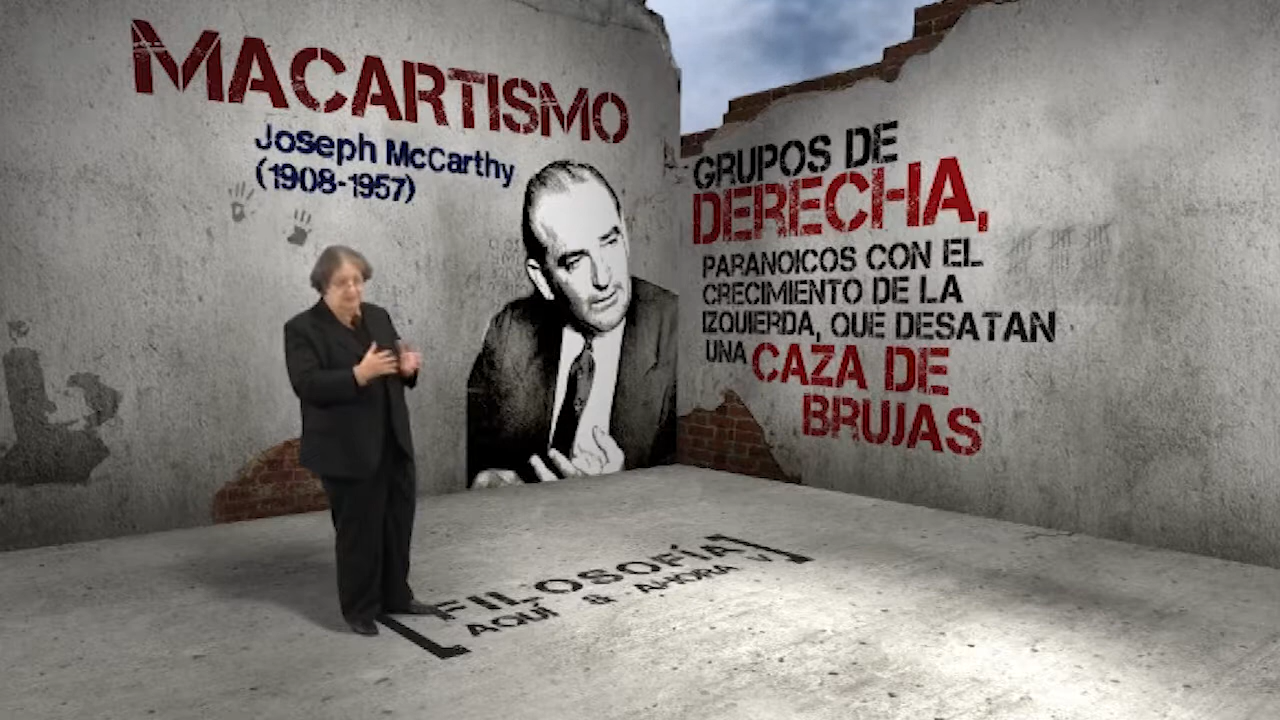 MACARTISMO
Joseph McCarthy
(1908-1957)
GRUPOS DE
DERECHA,
PARANOICOS CON EL
CRECIMIENTO DE LA
IZQUIERDA, QUE DESATAN
UNA CAZA DE
BRUJAS
[FILOSOFÍA
AQUÍ & AHORA V]